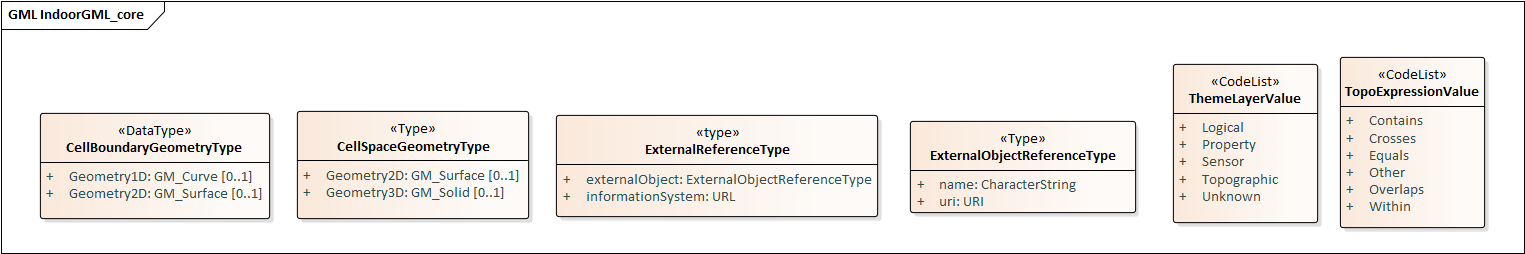 GML IndoorGML_core
«DataType»
CellBoundaryGeometryType
+ Geometry1D: GM_Curve [0..1]
+ Geometry2D: GM_Surface [0..1]
«Type»
CellSpaceGeometryType
+ Geometry2D: GM_Surface [0..1]
+ Geometry3D: GM_Solid [0..1]
«type»
ExternalReferenceType
+ externalObject: ExternalObjectReferenceType
+ informationSystem: URL
«Type»
ExternalObjectReferenceType
+ name: CharacterString
+ uri: URI
«CodeList»
ThemeLayerValue
+ Logical
+ Property
+ Sensor
+ Topographic
+ Unknown
«CodeList»
TopoExpressionValue
+ Contains
+ Crosses
+ Equals
+ Other
+ Overlaps
+ Within